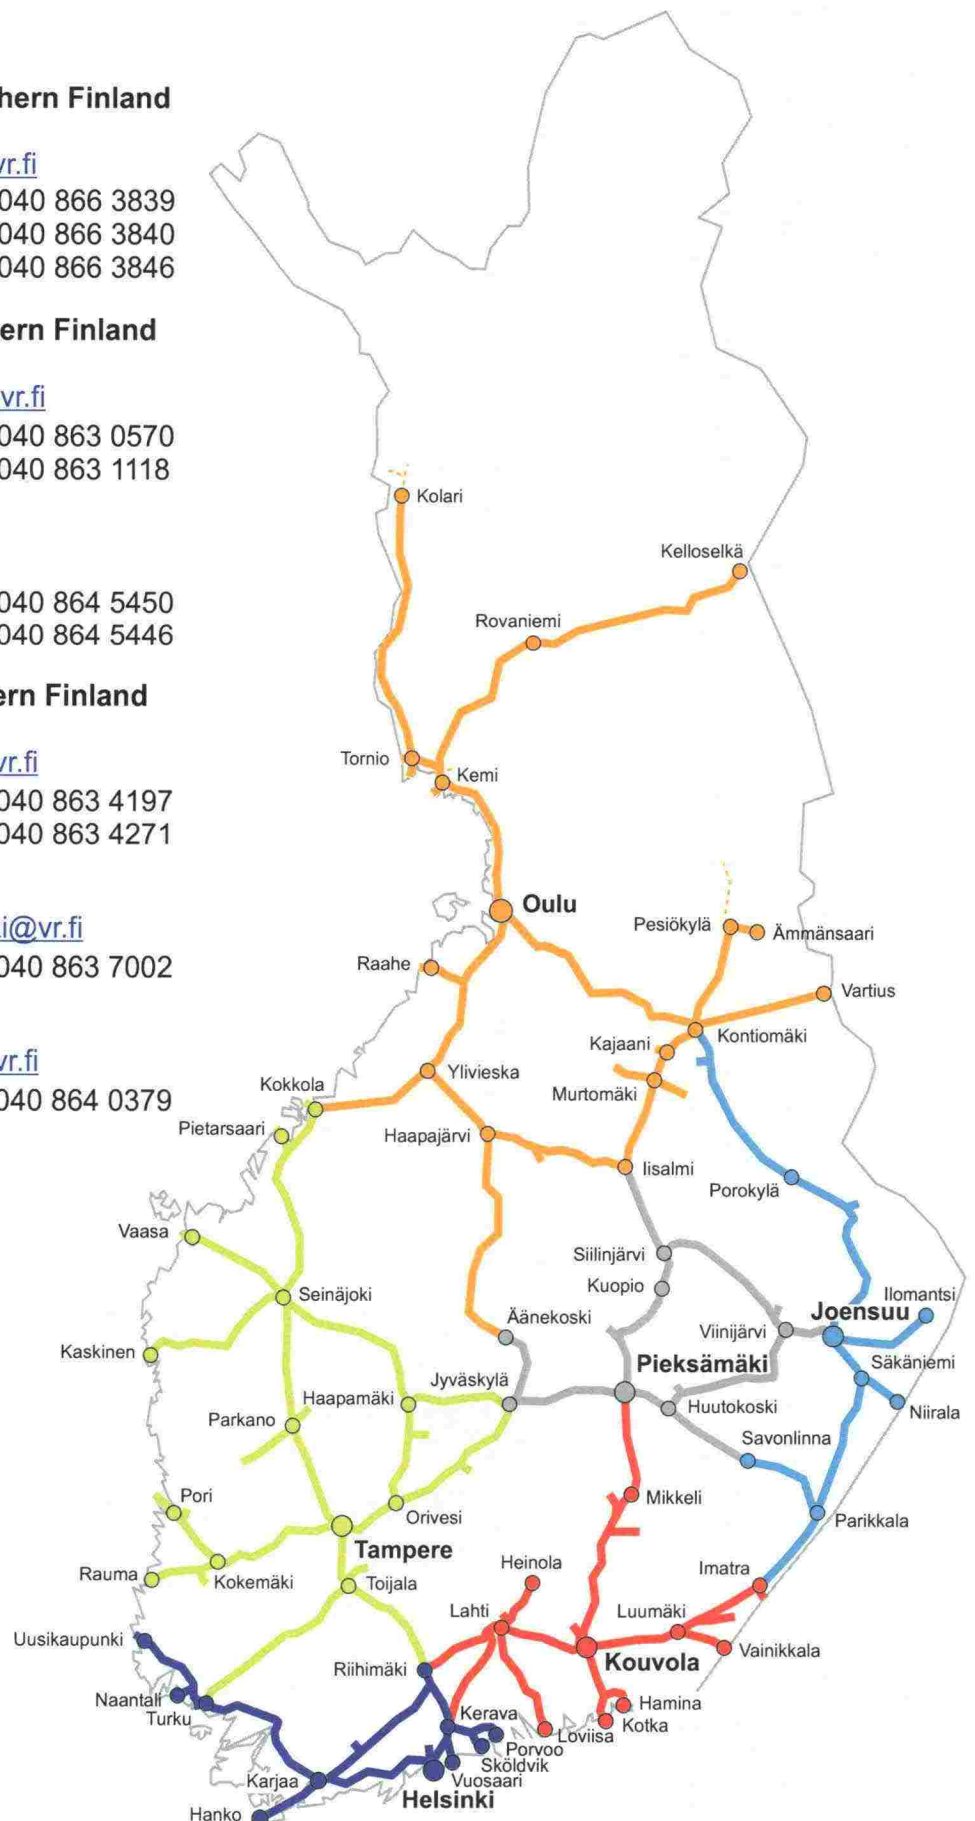 hern Finland
vr.fi
040 866 3839
040 866 3840
040 866 3846
ern Finland
vr.fi
040 863 0570
040 863 1118
040 864 5450
040 864 5446
ern Finland
vr.fi
040 863 4197
040 863 4271
i@vr.fi
040 863 7002
vr.fi
040 864 0379
Kolari
Kelloselkä
Rovaniemi
Tornio
Kemi
Oulu
Pesiökylä
Ämmänsaari
Raahe
Vartius
Kontiomäki
Kajaani
Ylivieska
Kokkola
Murtomäki
Pietarsaari
Haapajärvi
Iisalmi
Porokylä
Vaasa
Siilinjärvi
Kuopio
Seinäjoki
Ilomantsi
Joensuu
Äänekoski
Viinijärvi
Kaskinen
Pieksämäki
Säkäniemi
Jyväskylä
Haapamäki
Huutokoski
Niirala
Parkano
Savonlinna
Pori
Mikkeli
Orivesi
Parikkala
Tampere
Heinola
Imatra
Rauma
Kokemäki
Toijala
Lahti
Luumäki
Uusikaupunki
Vainikkala
Kouvola
Riihimäki
Naantali
Hamina
Turku
Kerava
Kotka
Loviisa
Porvoo
Sköldvik
Karjaa
Vuosaari
Helsinki
Hanko